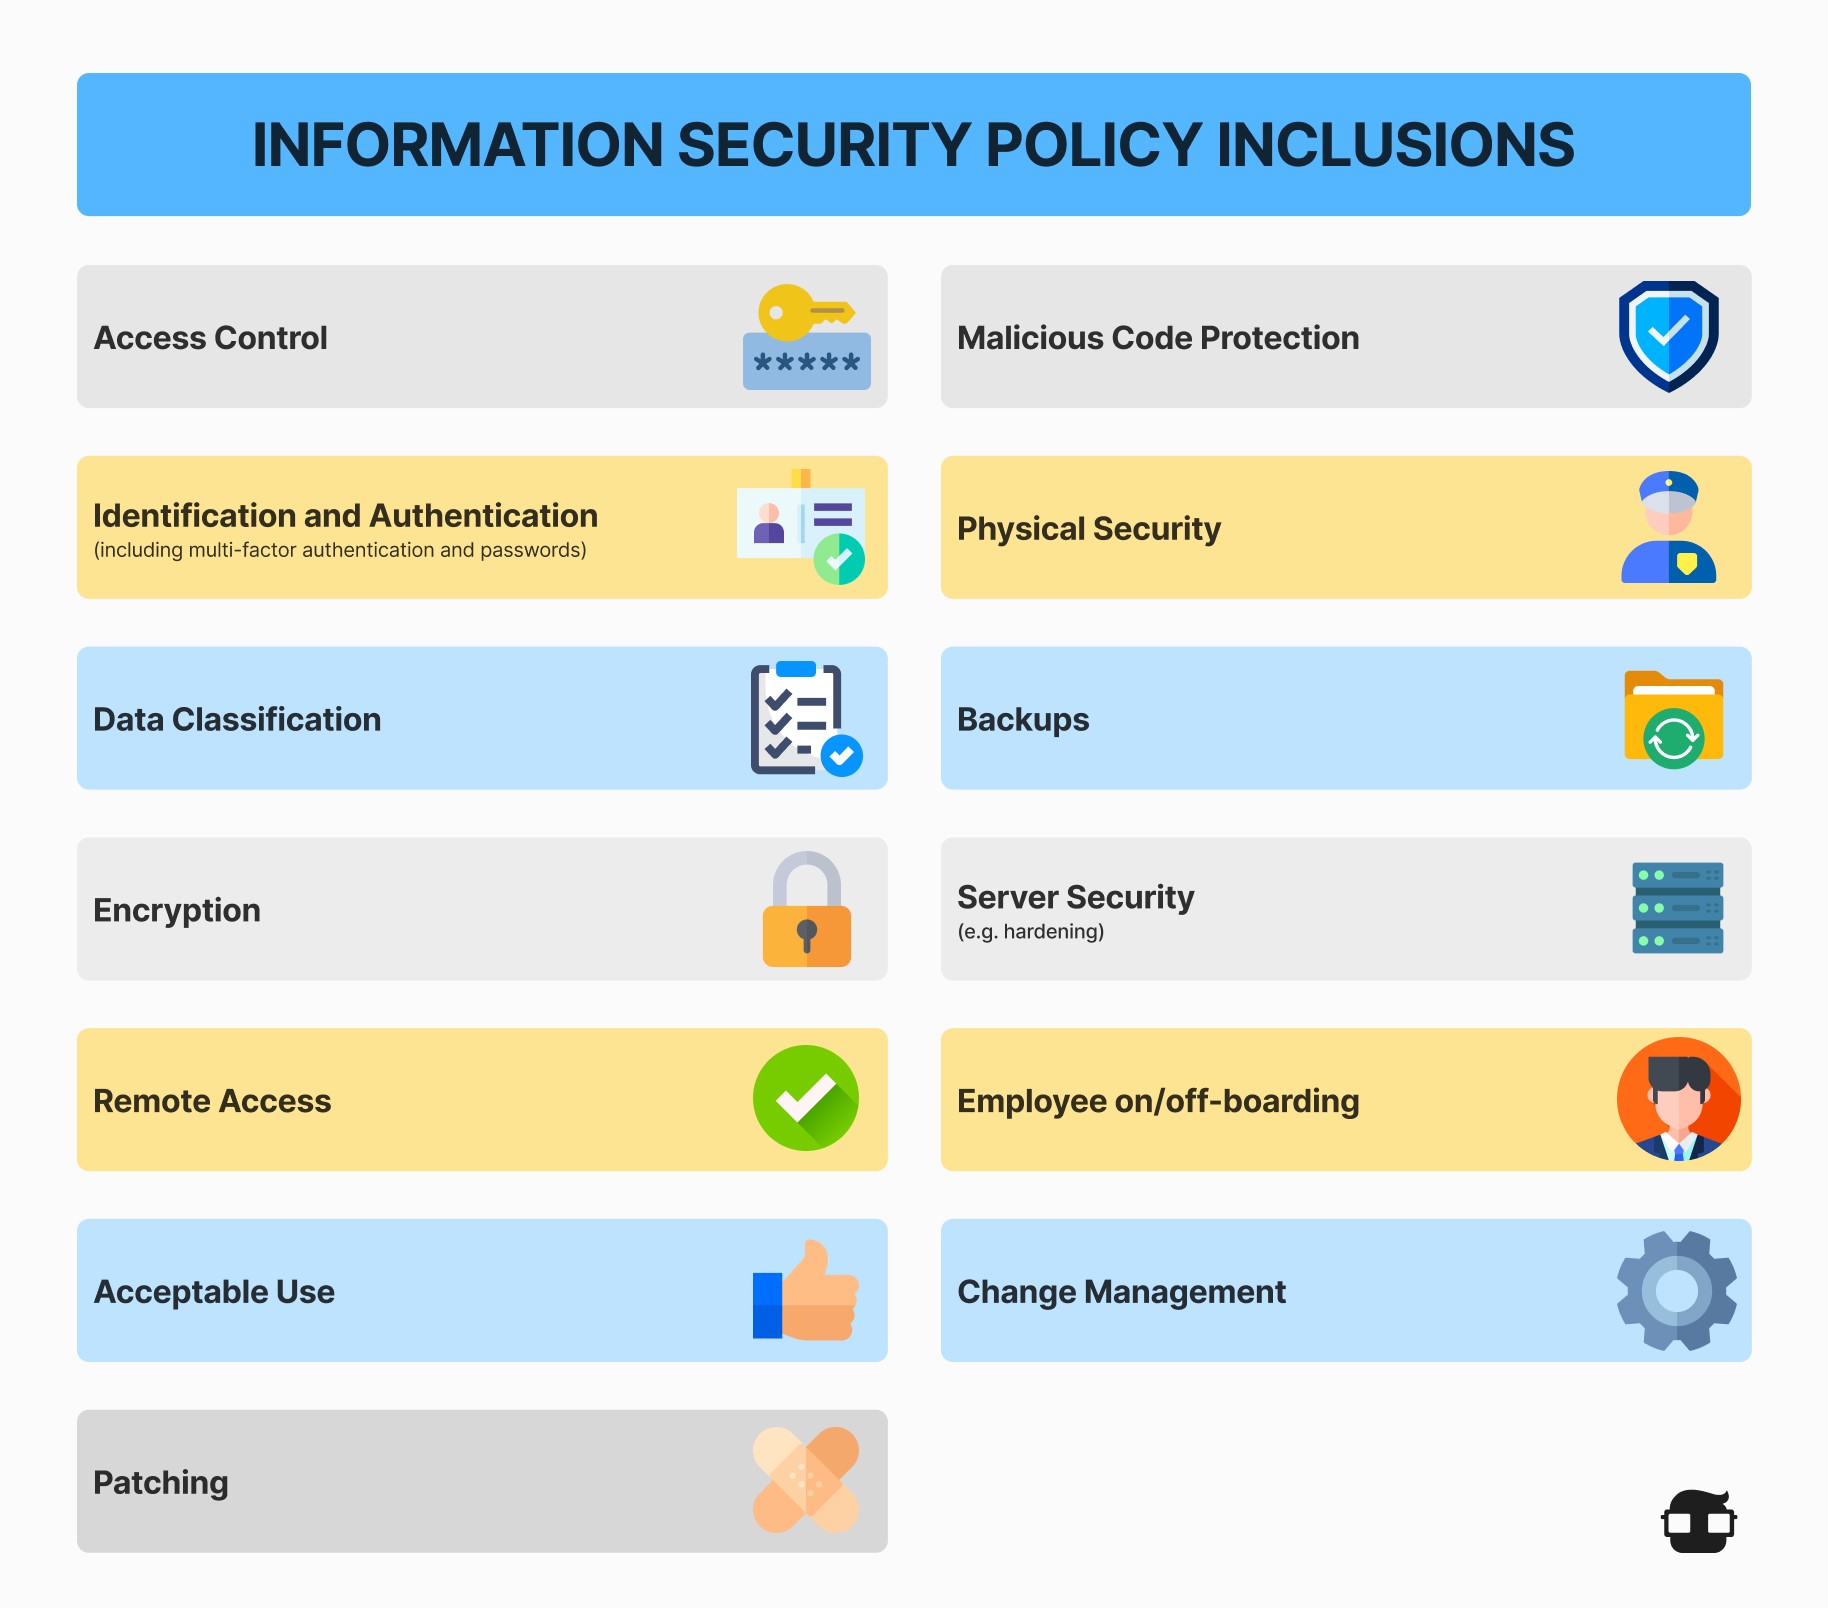 INFORMATION SECURITY POLICY INCLUSIONS
Access Control
*****
Malicious Code Protection
Identification and Authentication
(including multi-factor authentication and passwords)
Physical Security
Data Classification
Backups
Encryption
Server Security
(e.g. hardening)
Remote Access
Employee on/off-boarding
Acceptable Use
Change Management
Patching